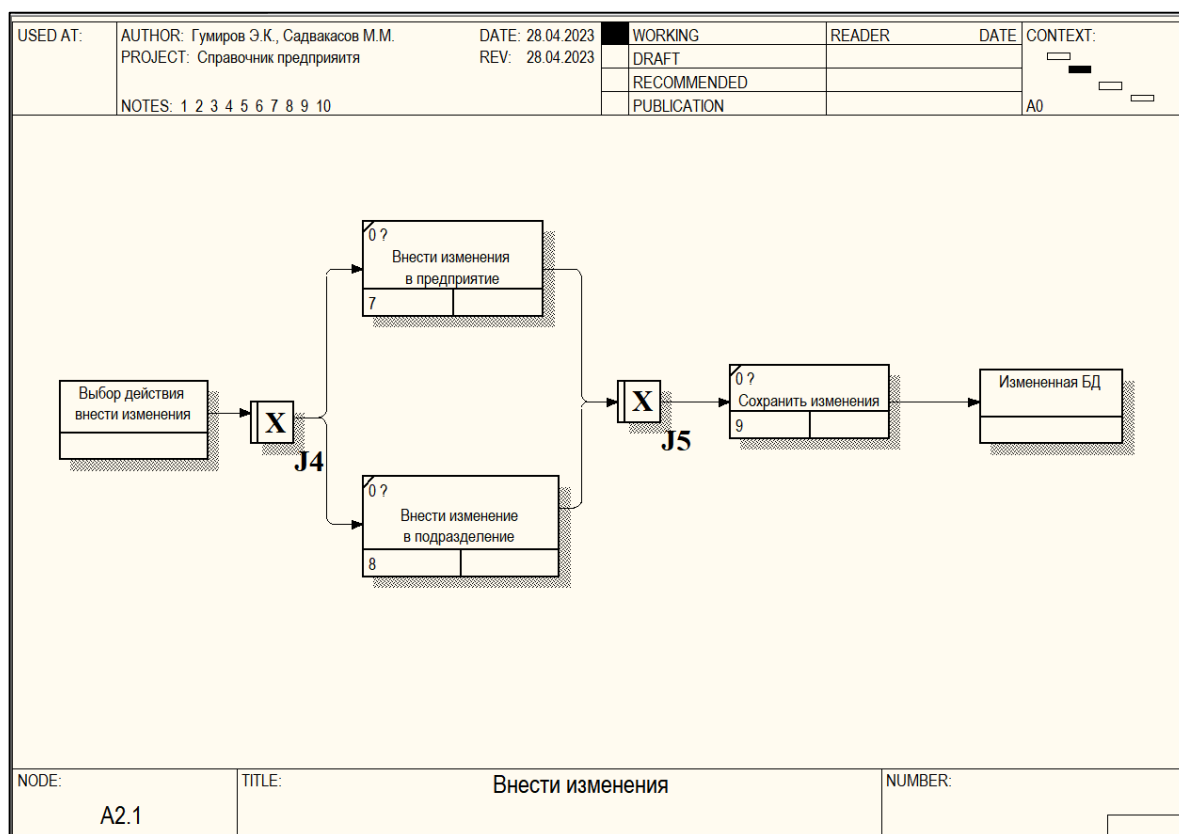 USED AT:
AUTHOR: Гумиров Э.К., Садвакасов М.М.
DATE: 28.04.2023
PROJECT: Справочник предприяитя
REV: 28.04.2023
NOTES: 1 2 3 4 5 6 7 8 9 10
WORKING
DRAFT
RECOMMENDED
PUBLICATION
READER
DATE
CONTEXT:
A0
0 ?
Внести изменения
в предприятие
7
Выбор действия
внести изменения
X
J4
X
J5
0 ?
Сохранить изменения
9
Измененная БД
0 ?
Внести изменение
в подразделение
8
NODE:
A2.1
TITLE:
Внести изменения
NUMBER: